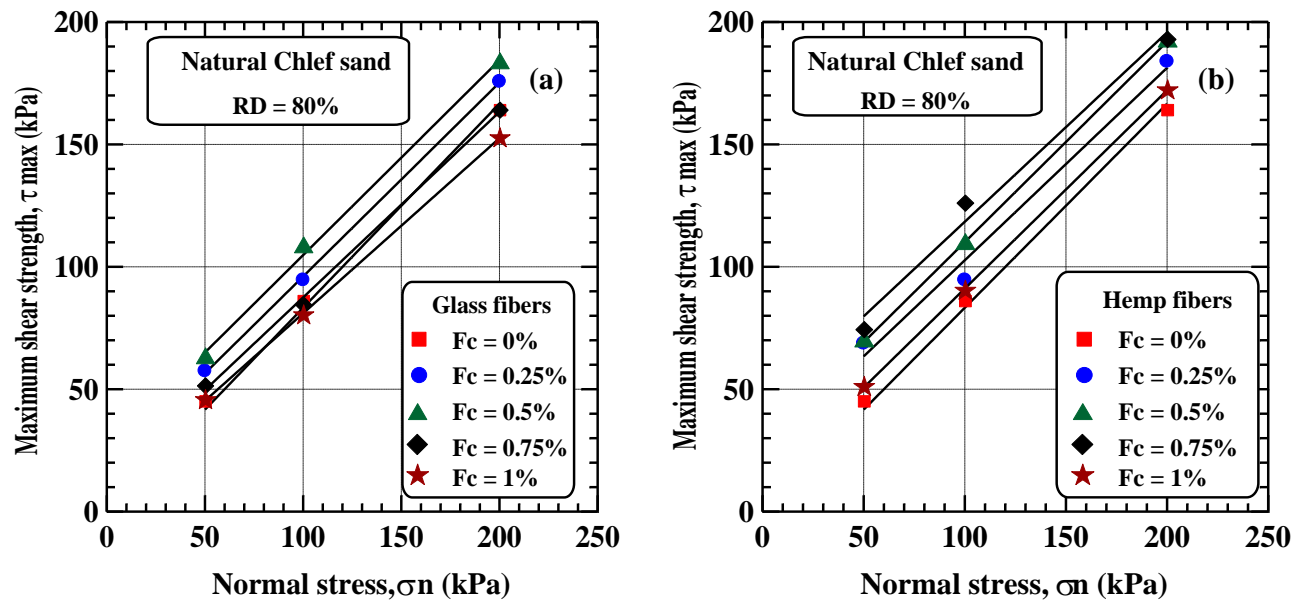 Natural Chlef sand
RD = 80%
(a)
Maximum shear strength, τ max (kPa)
200
150
100
50
0
Glass fibers
Fc = 0%
Fc = 0.25%
Fc = 0.5%
Fc = 0.75%
Fc = 1%
0 50 100 150 200 250
Normal stress,σn (kPa)
Natural Chlef sand
RD = 80%
(b)
Maximum shear strength, τ max (kPa)
200
150
100
50
0
Hemp fibers
Fc = 0%
Fc = 0.25%
Fc = 0.5%
Fc = 0.75%
Fc = 1%
0 50 100 150 200 250
Normal stress, σn (kPa)